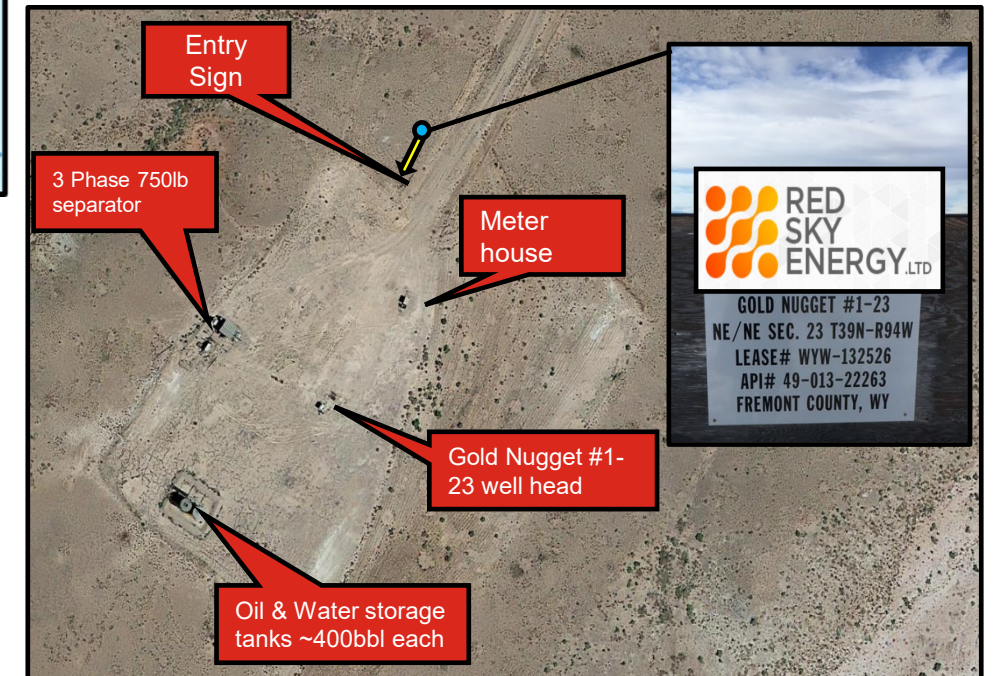 Entry
Sign
3 Phase 750lb
separator
Meter
house
RED
SKY
ENERGY.LTD
GOLD NUGGET #1-23
NE/NE SEC. 23 T39N-R94W
LEASE# WYW-132526
API# 49-013-22263
FREMONT COUNTY, WY
Gold Nugget #1-
23 well head
Oil & Water storage
tanks ~400bbl each